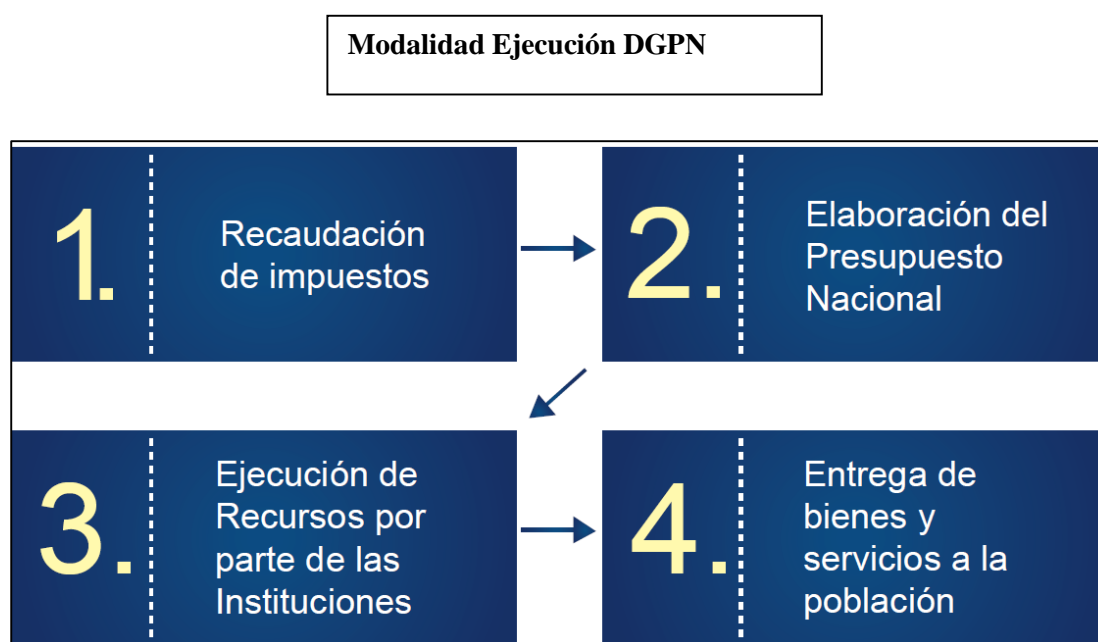 Modalidad Ejecución DGPN
1.
Recaudación
de impuestos
2.
Elaboración del
Presupuesto
Nacional
3.
Ejecución de
Recursos por
parte de las
Instituciones
4.
Entrega de
bienes y
servicios a la
población